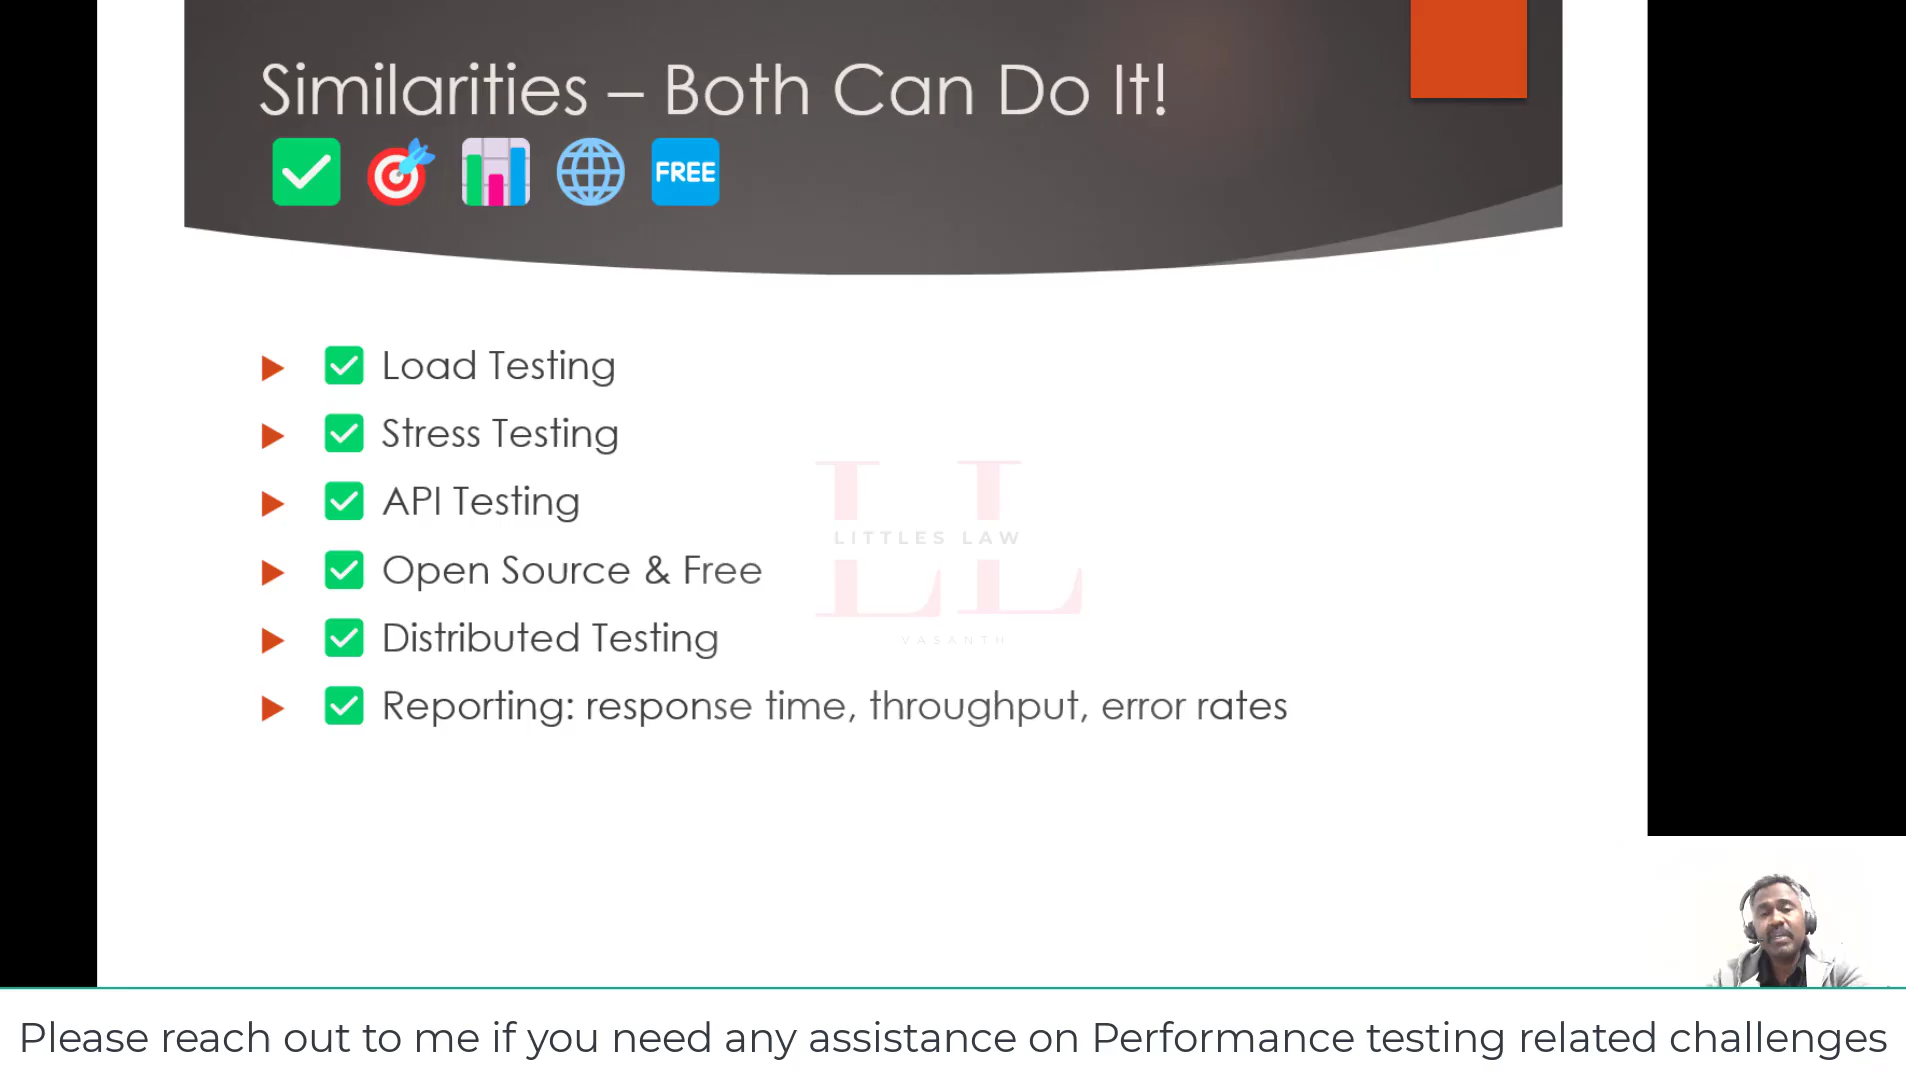 Similarities – Both Can Do It!
FREE
Load Testing
Stress Testing
API Testing
Open Source & Free
Distributed Testing
Reporting: response time, throughput, error rates
LL
LITTLES LAW
VASANTH
Please reach out to me if you need any assistance on Performance testing related challenges